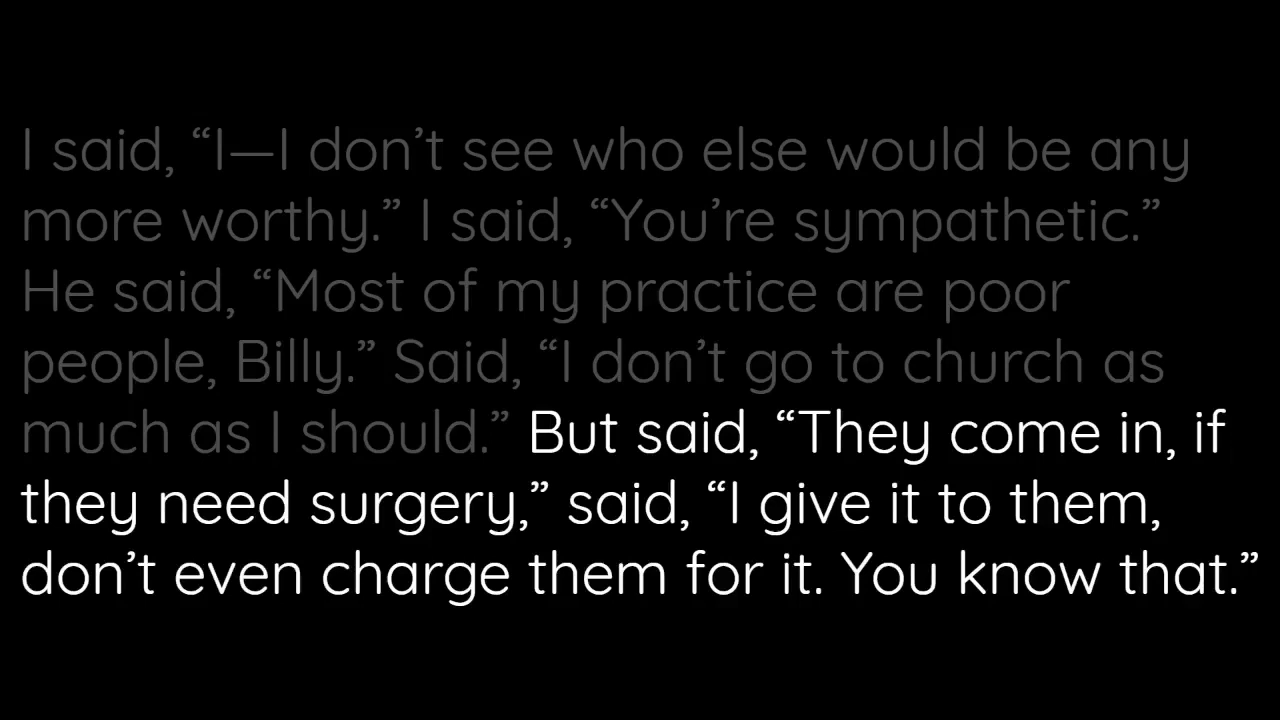 I said, “I—I don’t see who else would be any
more worthy.” I said, “You’re sympathetic.”
He said, “Most of my practice are poor
people, Billy.” Said, “I don’t go to church as
much as I should.” But said, “They come in, if
they need surgery,” said, “I give it to them,
don’t even charge them for it. You know that.”